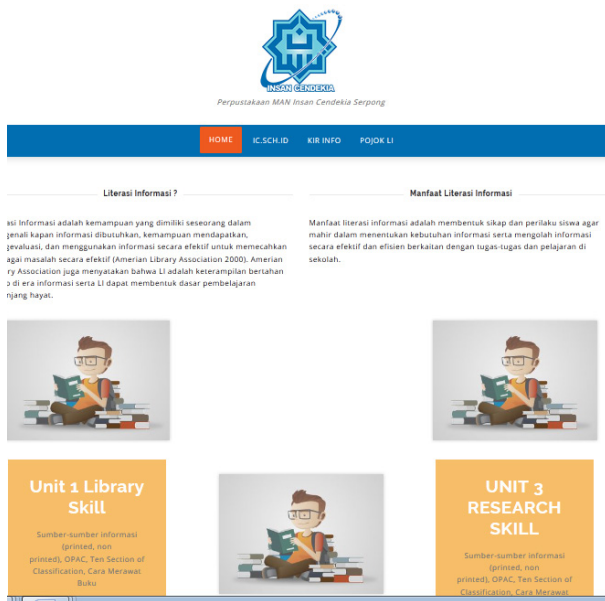 INSAN CENDEKIA
Perpustakaan MAN Insan Cendekia Serpong
HOME IC.SCH.ID KIR INFO POJOK LI
Literasi Informasi ?
asi Informasi adalah kemampuan yang dimiliki seseorang dalam
genali kapan informasi dibutuhkan, kemampuan mendapatkan,
gevaluasi, dan menggunakan informasi secara efektif untuk memecahkan
agai masalah secara efektif (Amerian Library Association 2000). Amerian
ry Association juga menyatakan bahwa LI adalah keterampilan bertahan
p di era informasi serta LI dapat membentuk dasar pembelajaran
njang hayat.
Manfaat Literasi Informasi
Manfaat literasi informasi adalah membentuk sikap dan perilaku siswa agar
mahir dalam menentukan kebutuhan informasi serta mengolah informasi
secara efektif dan efisien berkaitan dengan tugas-tugas dan pelajaran di
sekolah.
Unit 1 Library
Skill
Sumber-sumber informasi
(printed, non
printed), OPAC, Ten Section of
Classification, Cara Merawat
Buku
UNIT 3
RESEARCH
SKILL
Sumber-sumber informasi
(printed, non
printed), OPAC, Ten Section of
Classification, Cara Merawat